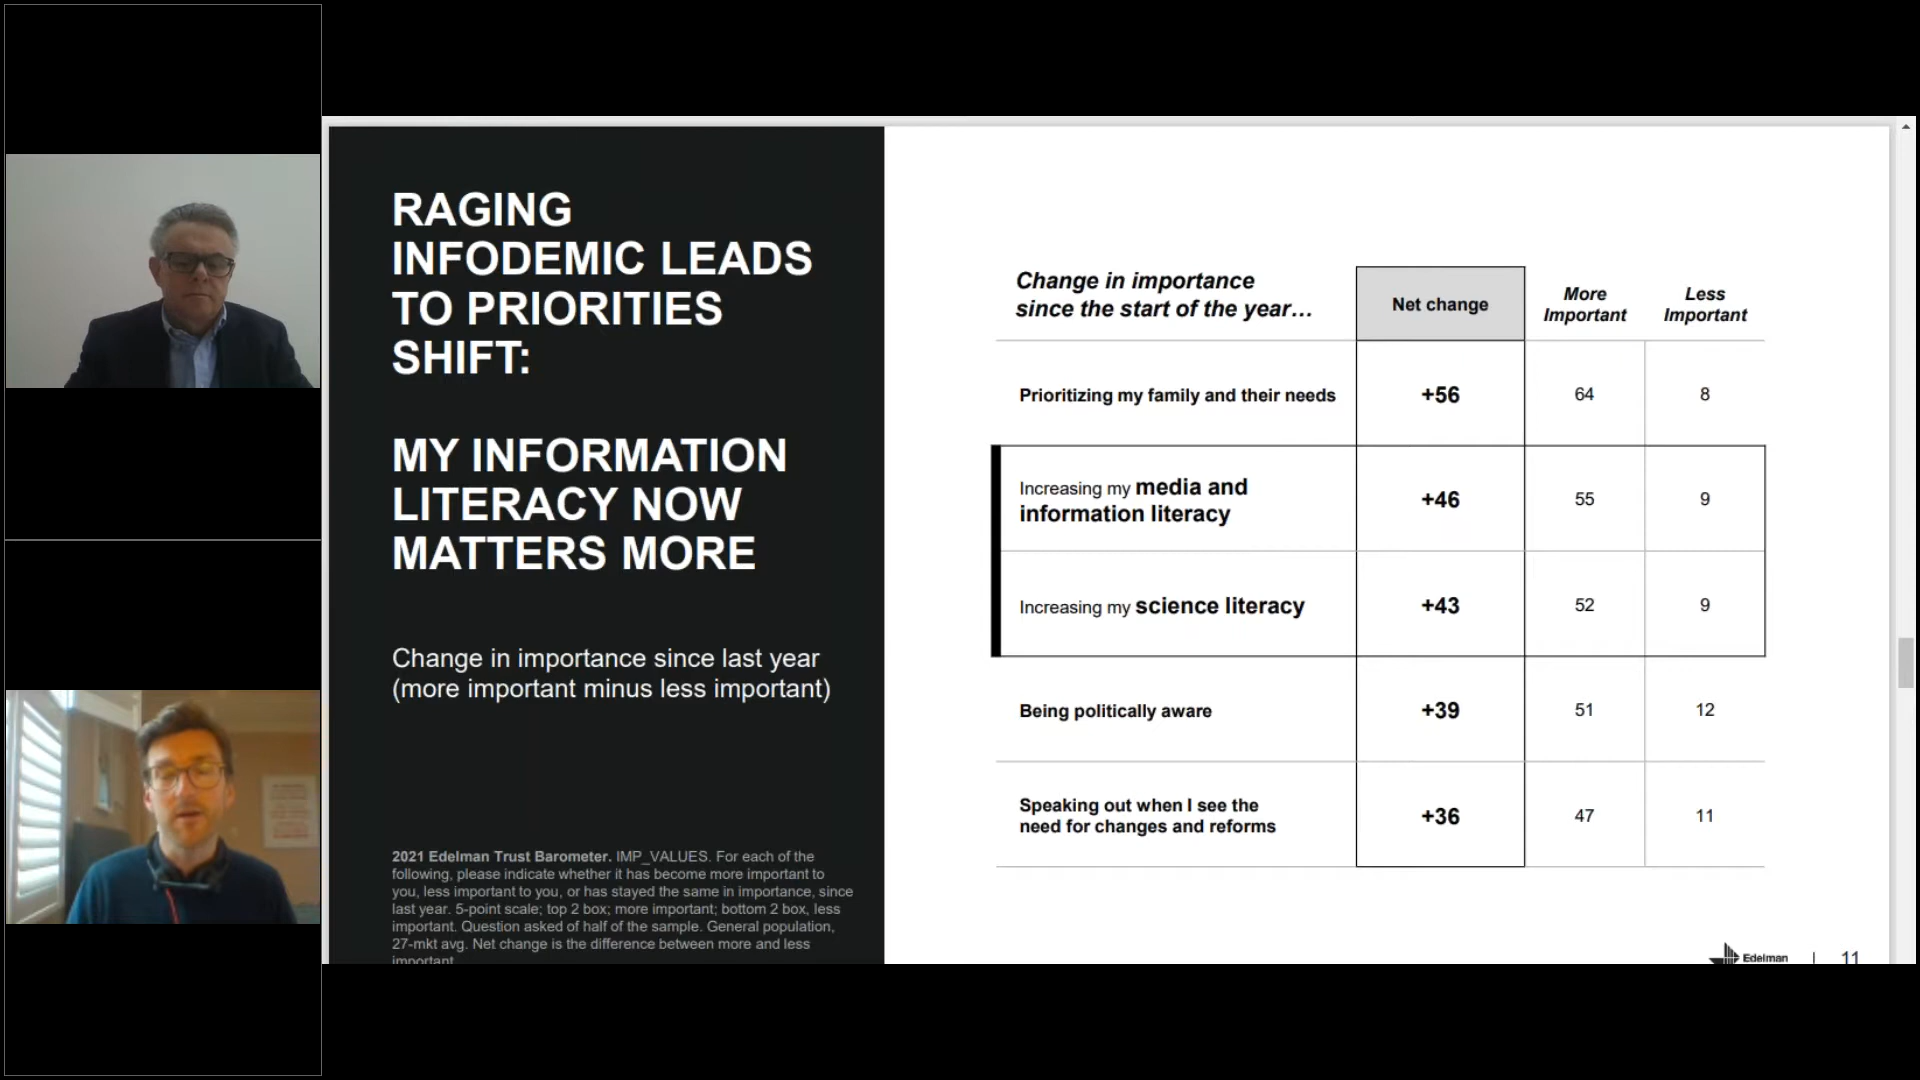 RAGING
INFODEMIC LEADS
TO PRIORITIES
SHIFT:
MY INFORMATION
LITERACY NOW
MATTERS MORE
Change in importance since last year
(more important minus less important)
2021 Edelman Trust Barometer. IMP_VALUES. For each of the
following, please indicate whether it has become more important to
you, less important to you, or has stayed the same in importance, since
last year. 5-point scale; top 2 box; more important; bottom 2 box, less
important. Question asked of half of the sample. General population,
27-mkt avg. Net change is the difference between more and less
important
Change in importance
since the start of the year…
Net change
More
Important
Less
Important
Prioritizing my family and their needs
+56
64
8
Increasing my media and
information literacy
+46
55
9
Increasing my science literacy
+43
52
9
Being politically aware
+39
51
12
Speaking out when I see the
need for changes and reforms
+36
47
11
Edelman | 11